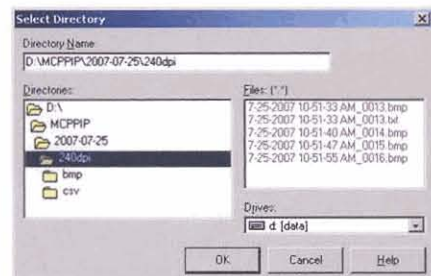 Select Directory
Directory Name:
D:\MCPPIP\2007-07-25\240dpi
Directories:
D:\
MCPPIP
2007-07-25
240dpi
bmp
csv
Files: (*.*)
7-25-2007 10-51-33 AM_0013.bmp
7-25-2007 10-51-33 AM_0013.txt
7-25-2007 10-51-40 AM_0014.bmp
7-25-2007 10-51-47 AM_0015.bmp
7-25-2007 10-51-55 AM_0016.bmp
Drives:
d: [data]
OK
Cancel
Help